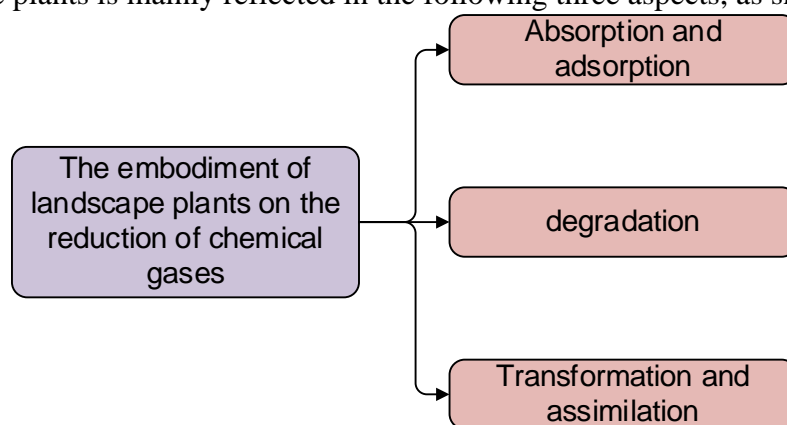 plants is mainly reflected in the following three aspects, as
Absorption and
adsorption
The embodiment of
landscape plants on the
reduction of chemical
gases
degradation
Transformation and
assimilation